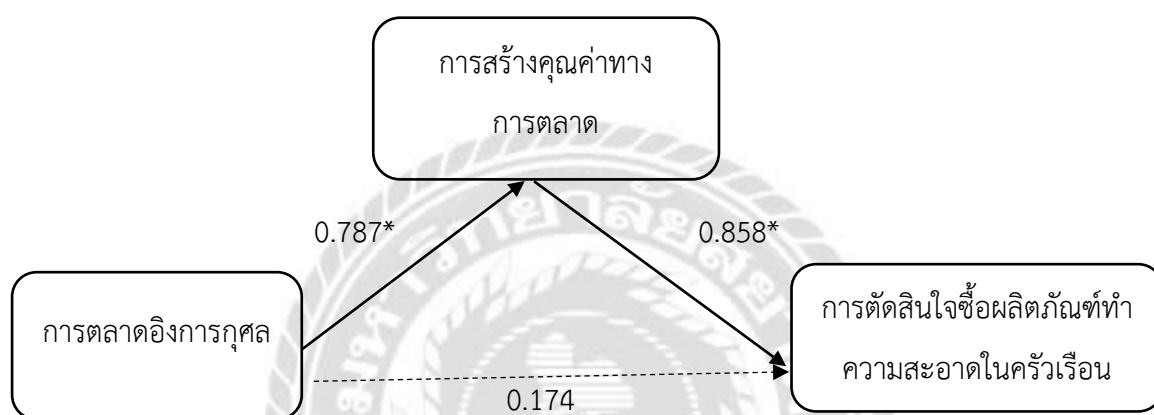 การสร้างคุณค่าทาง
การตลาด
0.787*
0.858*
การตลาดอิงการกุศล
การตัดสินใจซื้อผลิตภัณฑ์ทำ
ความสะอาดในครัวเรือน
0.174